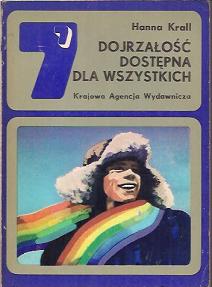 7'
Hanna Krall
DOJRZAŁOŚĆ
DOSTĘPNA
DLA WSZYSTKICH
Krajowa Agencja Wydawnicza